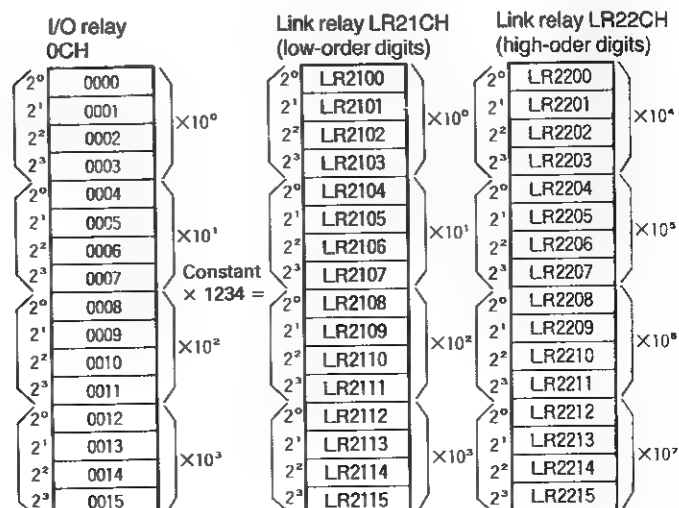 I/O relay
0CH
2⁰ 0000
2¹ 0001
2² 0002
2³ 0003
×10⁰
2⁰ 0004
2¹ 0005
2² 0006
2³ 0007
×10¹
2⁰ 0008
2¹ 0009
2² 0010
2³ 0011
×10²
2⁰ 0012
2¹ 0013
2² 0014
2³ 0015
×10³
Constant
× 1234 =
Link relay LR21CH
(low-order digits)
2⁰ LR2100
2¹ LR2101
2² LR2102
2³ LR2103
×10⁰
2⁰ LR2104
2¹ LR2105
2² LR2106
2³ LR2107
×10¹
2⁰ LR2108
2¹ LR2109
2² LR2110
2³ LR2111
×10²
2⁰ LR2112
2¹ LR2113
2² LR2114
2³ LR2115
×10³
Link relay LR22CH
(high-oder digits)
2⁰ LR2200
2¹ LR2201
2² LR2202
2³ LR2203
×10⁴
2⁰ LR2204
2¹ LR2205
2² LR2206
2³ LR2207
×10⁵
2⁰ LR2208
2¹ LR2209
2² LR2210
2³ LR2211
×10⁶
2⁰ LR2212
2¹ LR2213
2² LR2214
2³ LR2215
×10⁷